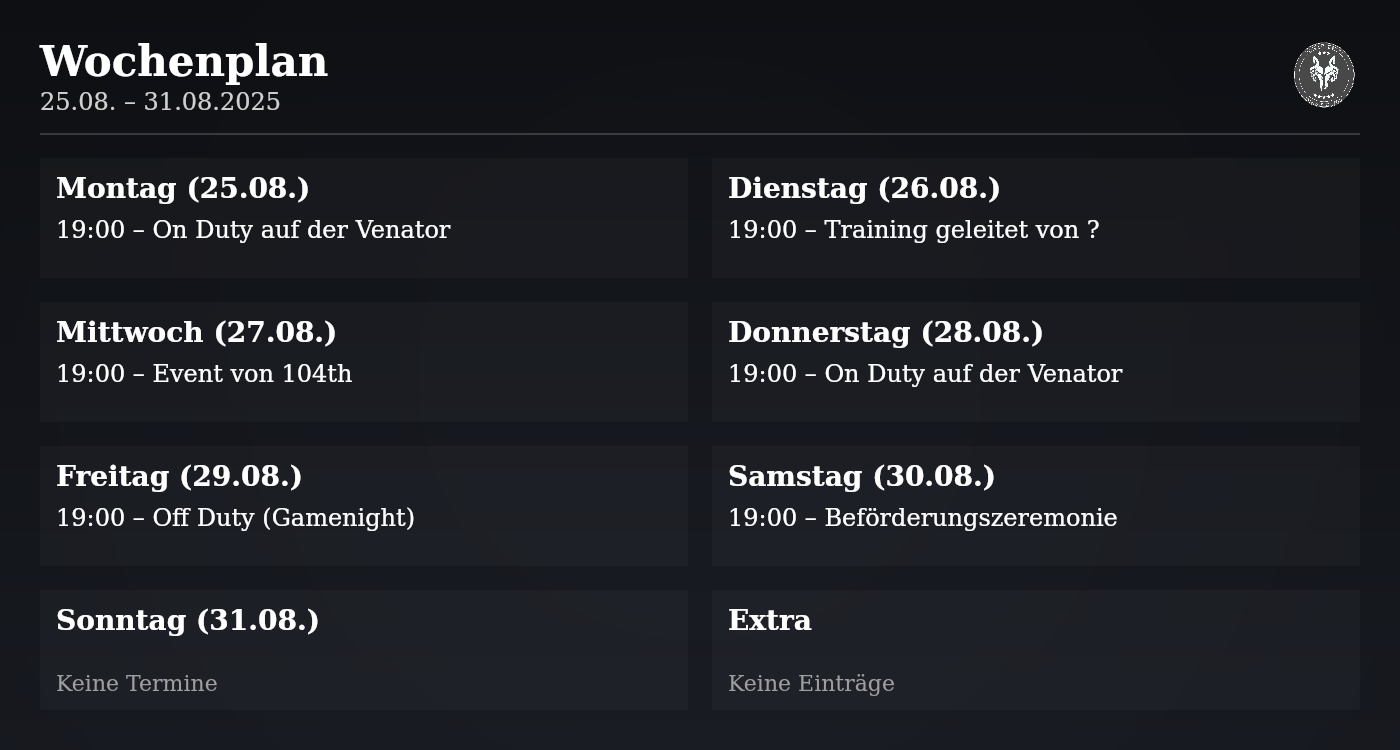 Wochenplan
25.08. – 31.08.2025
Montag (25.08.)
19:00 – On Duty auf der Venator
Dienstag (26.08.)
19:00 – Training geleitet von ?
Mittwoch (27.08.)
19:00 – Event von 104th
Donnerstag (28.08.)
19:00 – On Duty auf der Venator
Freitag (29.08.)
19:00 – Off Duty (Gamenight)
Samstag (30.08.)
19:00 – Beförderungszeremonie
Sonntag (31.08.)
Keine Termine
Extra
Keine Einträge